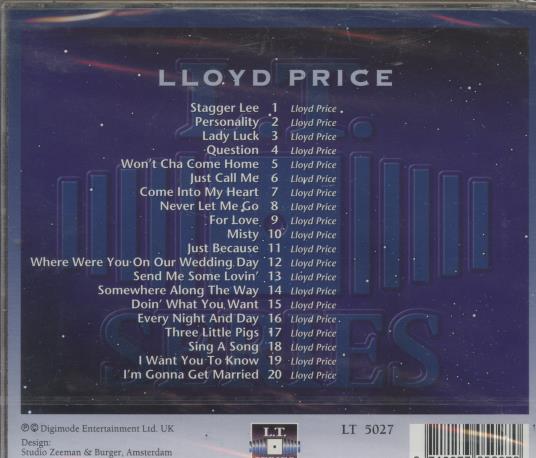 LLOYD PRICE
Stagger Lee 1 Lloyd Price
Personality 2 Lloyd Price
Lady Luck 3 Lloyd Price
Question 4 Lloyd Price
Won't Cha Come Home 5 Lloyd Price
Just Call Me 6 Lloyd Price
Come Into My Heart 7 Lloyd Price
Never Let Me Go 8 Lloyd Price
For Love 9 Lloyd Price
Misty 10 Lloyd Price
Just Because 11 Lloyd Price
Where Were You On Our Wedding Day 12 Lloyd Price
Send Me Some Lovin' 13 Lloyd Price
Somewhere Along The Way 14 Lloyd Price
Doin' What You Want 15 Lloyd Price
Every Night And Day 16 Lloyd Price
Three Little Pigs 17 Lloyd Price
Sing A Song 18 Lloyd Price
I Want You To Know 19 Lloyd Price
I'm Gonna Get Married 20 Lloyd Price
L.T.
SERIES
℗© Digimode Entertainment Ltd. UK
Design:
Studio Zeeman & Burger, Amsterdam
L.T.
LT 5027